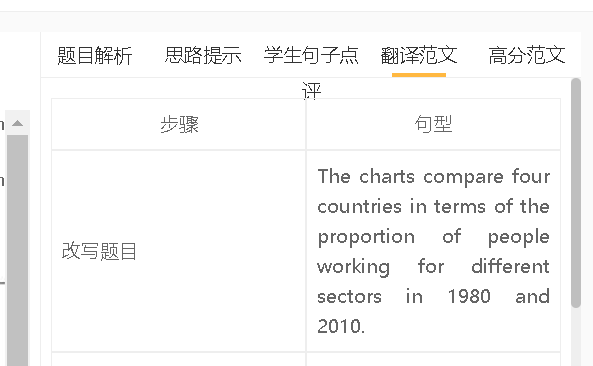 题目解析 思路提示 学生句子点评 翻译范文 高分范文
步骤 句型
改写题目
The charts compare four
countries in terms of the
proportion of people
working for different
sectors in 1980 and
2010.